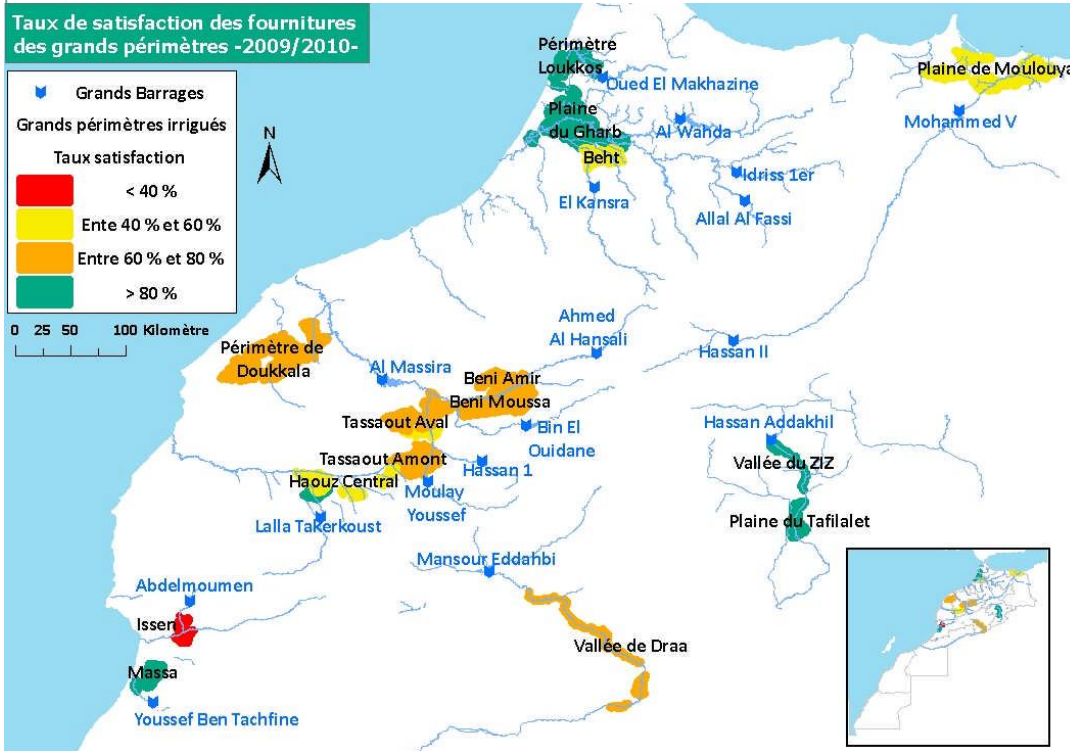 Taux de satisfaction des fournitures
des grands périmètres -2009/2010-
Grands Barrages
Grands périmètres irrigués
Taux satisfaction
< 40 %
Ente 40 % et 60 %
Entre 60 % et 80 %
> 80 %
0 25 50 100 Kilomètre
N
Périmètre
Loukkos
Oued El Makhazine
Plaine
du Gharb
Al Wahda
Beht
El Kansra
Idriss 1er
Allal Al Fassi
Plaine de Moulouya
Mohammed V
Ahmed
Al Hansali
Hassan II
Périmètre de
Doukkala
Al Massira
Beni Amir
Beni Moussa
Tassaout Aval
Bin El
Ouidane
Hassan Addakhil
Vallée du ZIZ
Tassaout Amont
Hassan 1
Haouz Central
Moulay
Youssef
Lalla Takerkoust
Plaine du Tafilalet
Mansour Eddahbi
Abdelmoumen
Issen
Vallée de Draa
Massa
Youssef Ben Tachfine